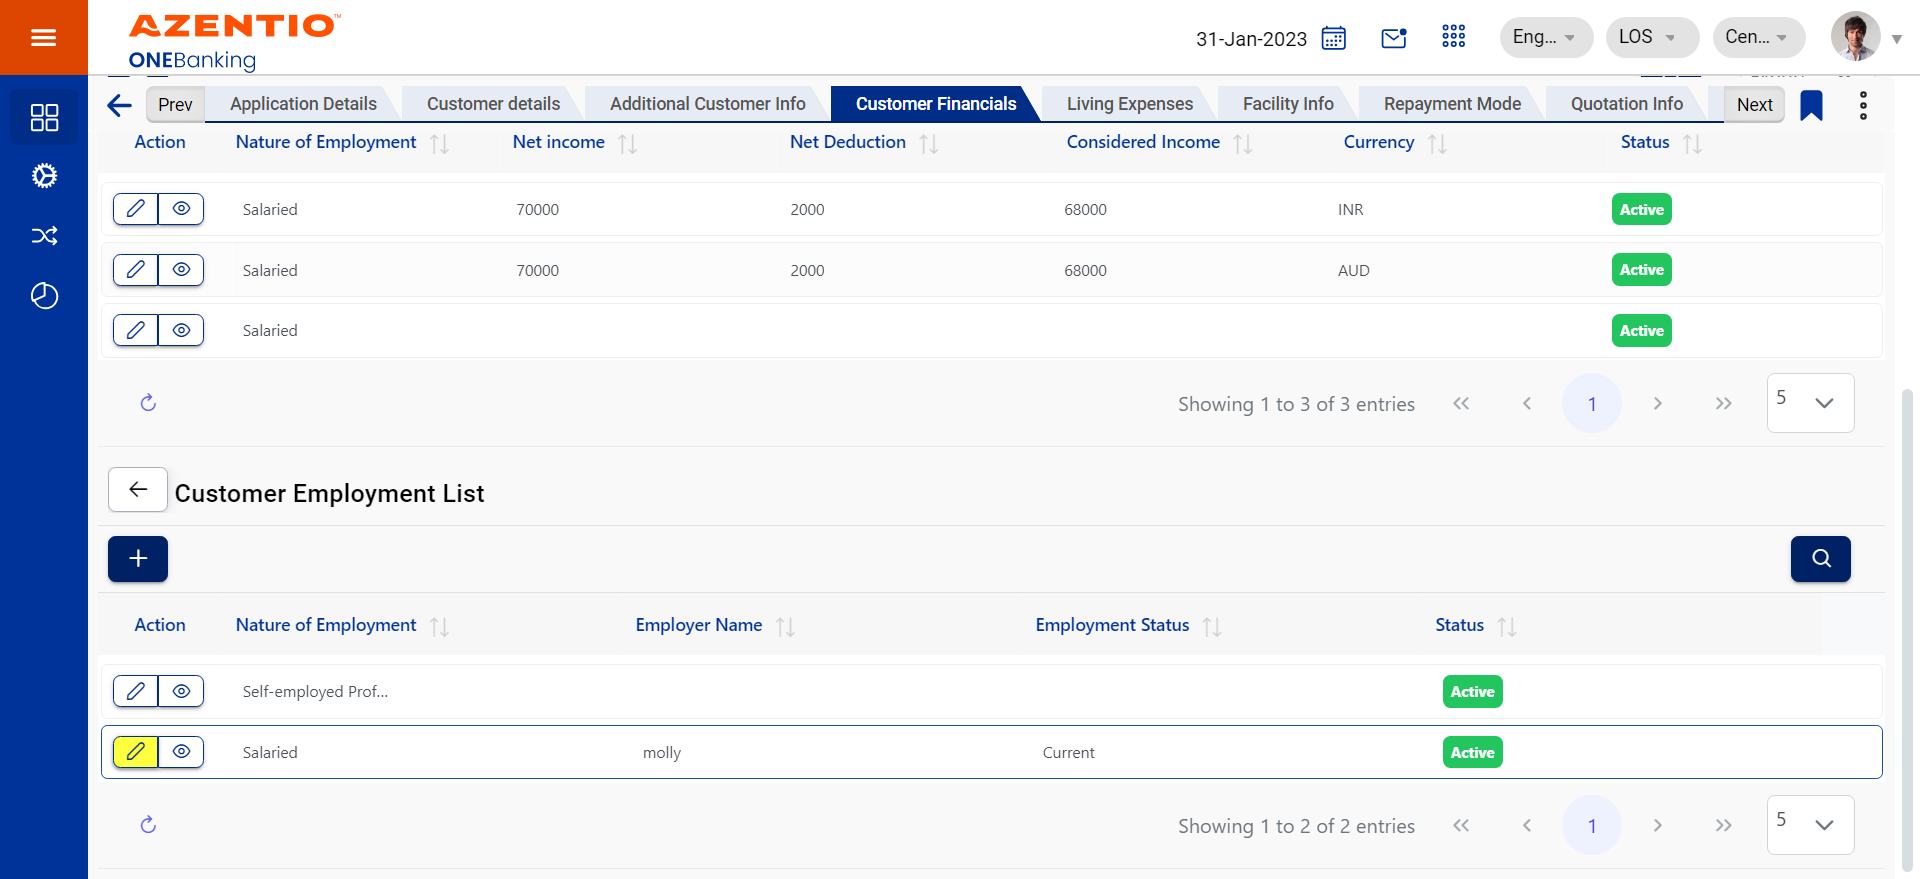 AZENTIO™
ONEBanking
31-Jan-2023
Eng...
LOS
Cen...
Prev
Application Details
Customer details
Additional Customer Info
Customer Financials
Living Expenses
Facility Info
Repayment Mode
Quotation Info
Next
Action Nature of Employment Net income Net Deduction Considered Income Currency Status
Salaried 70000 2000 68000 INR Active
Salaried 70000 2000 68000 AUD Active
Salaried Active
Showing 1 to 3 of 3 entries 1 5
Customer Employment List
Action Nature of Employment Employer Name Employment Status Status
Self-employed Prof... Active
Salaried molly Current Active
Showing 1 to 2 of 2 entries 1 5